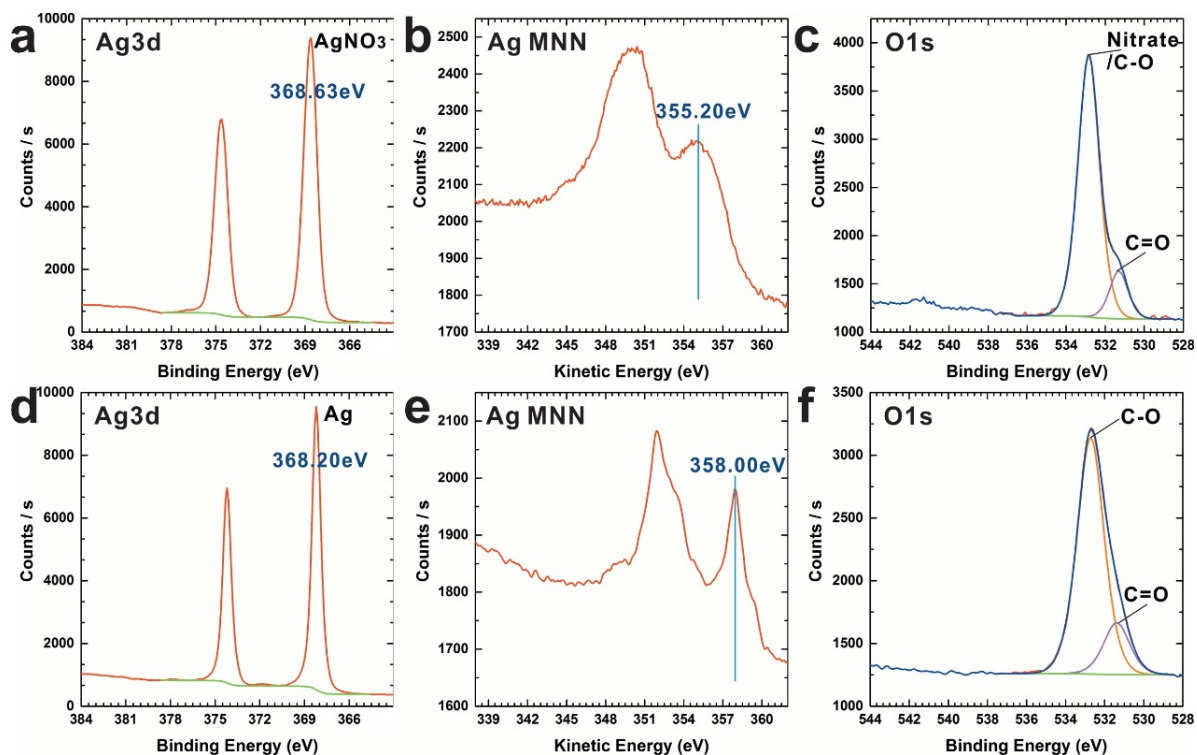 a
Ag3d
AgNO3
368.63eV
10000
8000
6000
4000
2000
0
Counts / s
384 381 378 375 372 369 366
Binding Energy (eV)
b
Ag MNN
355.20eV
2500
2400
2300
2200
2100
2000
1900
1800
1700
Counts / s
339 342 345 348 351 354 357 360
Kinetic Energy (eV)
c
O1s
Nitrate
/C-O
C=O
4000
3500
3000
2500
2000
1500
1000
Counts / s
544 542 540 538 536 534 532 530 528
Binding Energy (eV)
d
Ag3d
Ag
368.20eV
10000
8000
6000
4000
2000
0
Counts / s
384 381 378 375 372 369 366
Binding Energy (eV)
e
Ag MNN
358.00eV
2100
2000
1900
1800
1700
1600
Counts / s
339 342 345 348 351 354 357 360
Kinetic Energy (eV)
f
O1s
C-O
C=O
3500
3000
2500
2000
1500
1000
Counts / s
544 542 540 538 536 534 532 530 528
Binding Energy (eV)